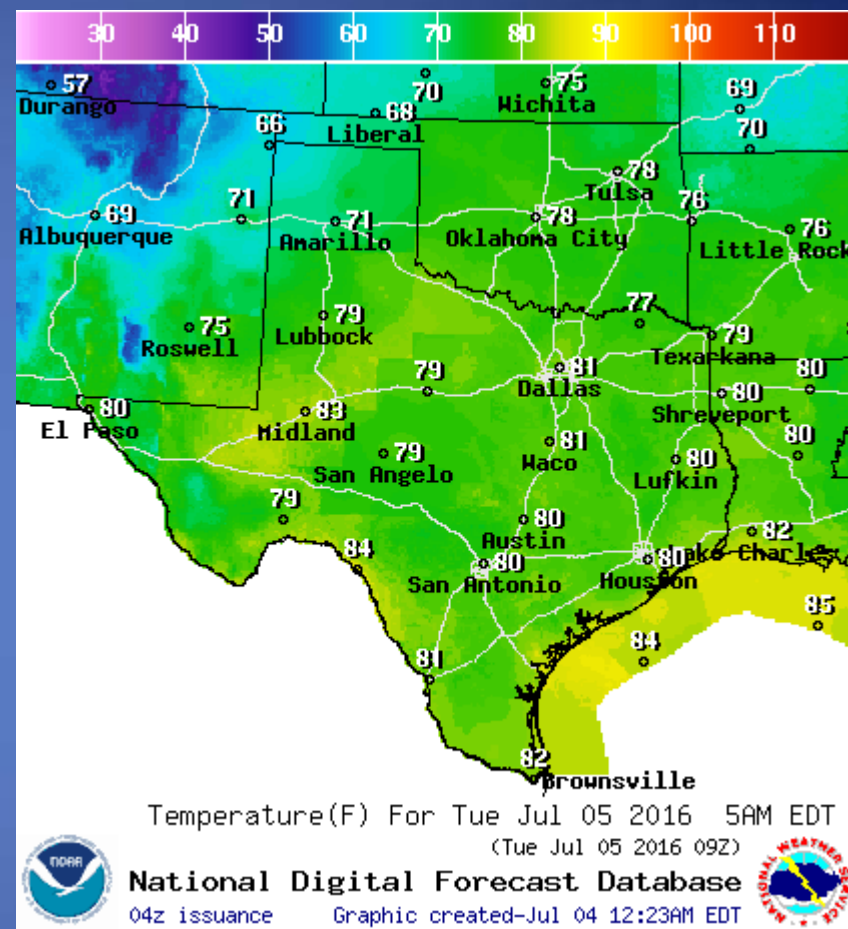 30 40 50 60 70 80 90 100 110
57
Durango
70
75
Wichita
69
68
Liberal
66
70
78
Tulsa
69
Albuquerque
71
71
Amarillo
78
Oklahoma City
76
76
Little Rock
75
Roswell
79
Lubbock
77
79
Texarkana
80
El Paso
83
Midland
79
81
Dallas
80
Shreveport
80
79
San Angelo
81
Waco
80
Lufkin
80
79
80
Austin
82
Lake Charl
84
80
San Antonio
80
Houston
85
84
81
82
Brownsville
Temperature(F) For Tue Jul 05 2016 5AM EDT
(Tue Jul 05 2016 09Z)
National Digital Forecast Database
04z issuance Graphic created-Jul 04 12:23AM EDT
NOAA
NATIONAL WEATHER SERVICE